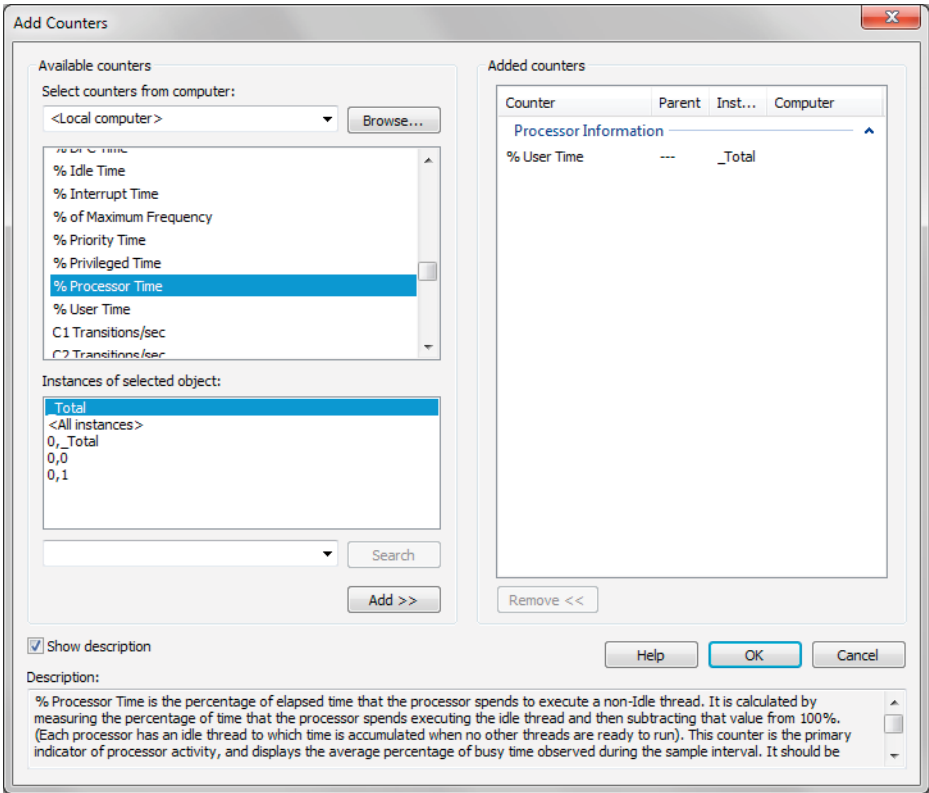 Add Counters
Available counters
Select counters from computer:
<Local computer>
Browse...
% DPC Time
% Idle Time
% Interrupt Time
% of Maximum Frequency
% Priority Time
% Privileged Time
% Processor Time
% User Time
C1 Transitions/sec
C2 Transitions/sec
Instances of selected object:
_Total
<All instances>
0,_Total
0,0
0,1
Search
Add >>
Added counters
Counter Parent Inst... Computer
Processor Information
% User Time --- _Total
Remove <<
Show description
Help OK Cancel
Description:
% Processor Time is the percentage of elapsed time that the processor spends to execute a non-Idle thread. It is calculated by
measuring the percentage of time that the processor spends executing the idle thread and then subtracting that value from 100%.
(Each processor has an idle thread to which time is accumulated when no other threads are ready to run). This counter is the primary
indicator of processor activity, and displays the average percentage of busy time observed during the sample interval. It should be